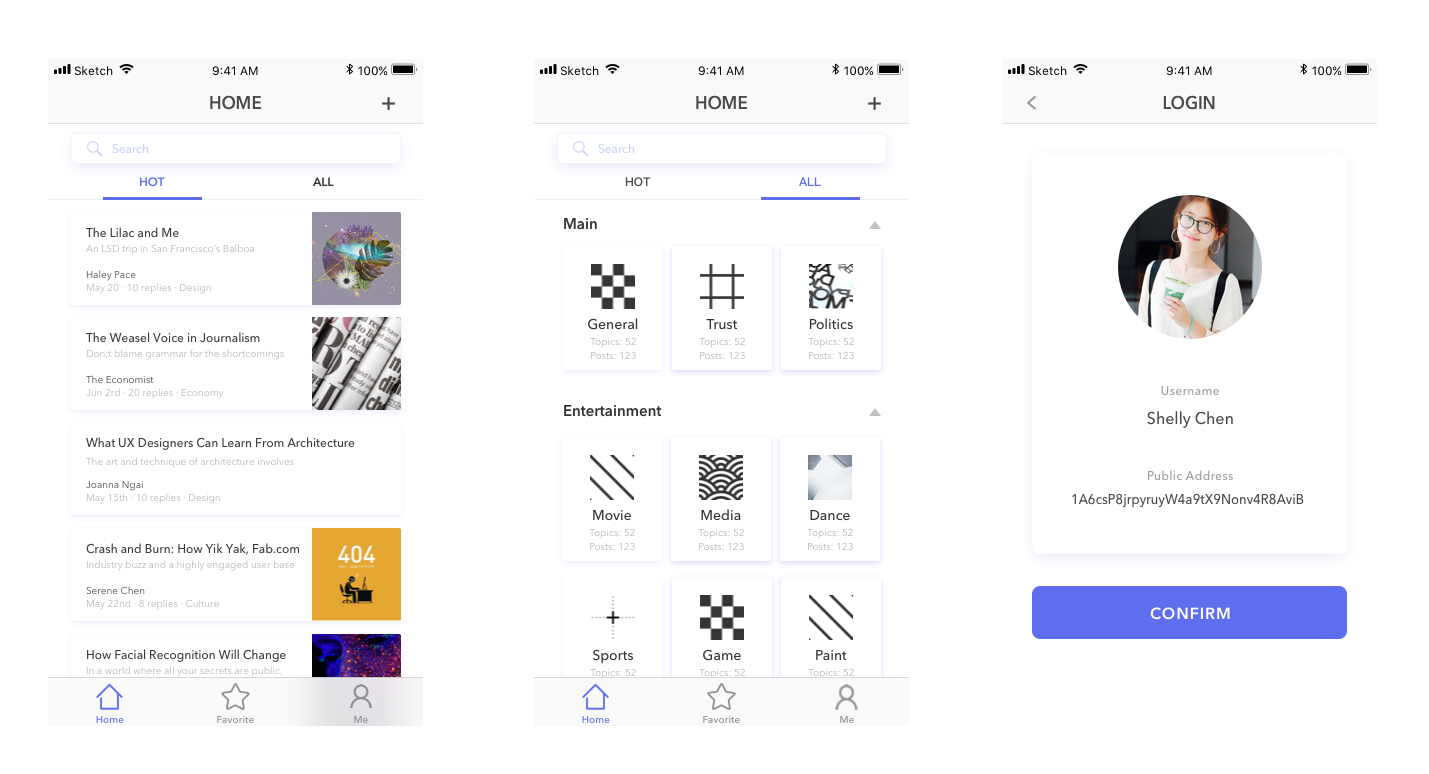 Sketch 9:41 AM 100%
HOME +
Search
HOT ALL
The Lilac and Me
An LSD trip in San Francisco's Balboa
Haley Pace
May 20 · 10 replies · Design
The Weasel Voice in Journalism
Don;t blame grammar for the shortcomings
The Economist
Jun 2rd · 20 replies · Economy
What UX Designers Can Learn From Architecture
The art and technique of architecture involves
Joanna Ngai
May 15th · 10 replies · Design
Crash and Burn: How Yik Yak, Fab.com
Industry buzz and a highly engaged user base
Serene Chen
May 22nd · 8 replies · Culture
404
How Facial Recognition Will Change
In a world where all your secrets are public,
Home Favorite Me
Sketch 9:41 AM 100%
HOME +
Search
HOT ALL
Main
General Trust Politics
Topics: 52 Topics: 52 Topics: 52
Posts: 123 Posts: 123 Posts: 123
Entertainment
Movie Media Dance
Topics: 52 Topics: 52 Topics: 52
Posts: 123 Posts: 123 Posts: 123
Sports Game Paint
Topics: 52 Topics: 52 Topics: 52
Home Favorite Me
Sketch 9:41 AM 100%
< LOGIN
Username
Shelly Chen
Public Address
1A6csP8jrpyruyW4a9tX9Nonv4R8AviB
CONFIRM